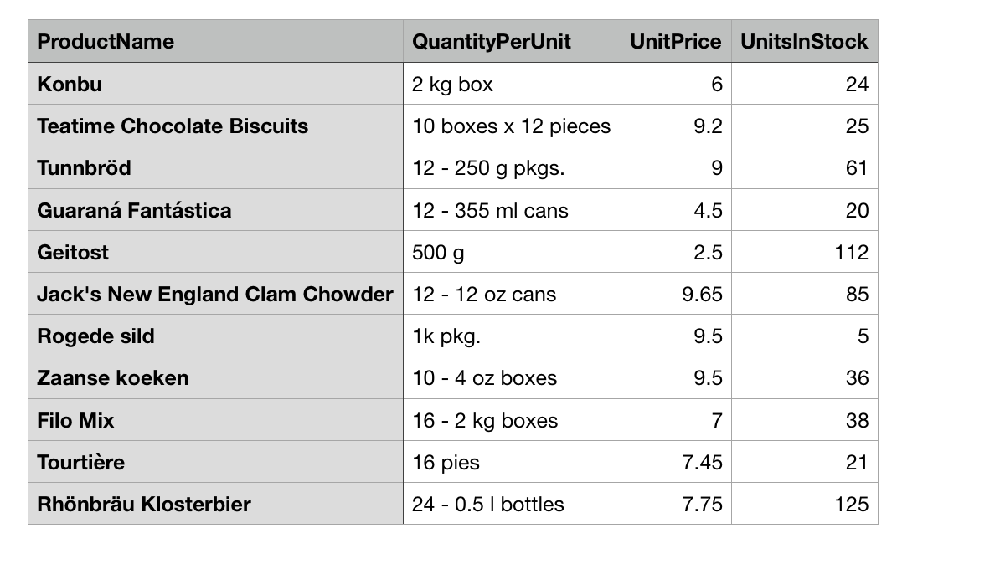 ProductName QuantityPerUnit UnitPrice UnitsInStock
Konbu 2 kg box 6 24
Teatime Chocolate Biscuits 10 boxes x 12 pieces 9.2 25
Tunnbröd 12 - 250 g pkgs. 9 61
Guaraná Fantástica 12 - 355 ml cans 4.5 20
Geitost 500 g 2.5 112
Jack's New England Clam Chowder 12 - 12 oz cans 9.65 85
Rogede sild 1k pkg. 9.5 5
Zaanse koeken 10 - 4 oz boxes 9.5 36
Filo Mix 16 - 2 kg boxes 7 38
Tourtière 16 pies 7.45 21
Rhönbräu Klosterbier 24 - 0.5 l bottles 7.75 125